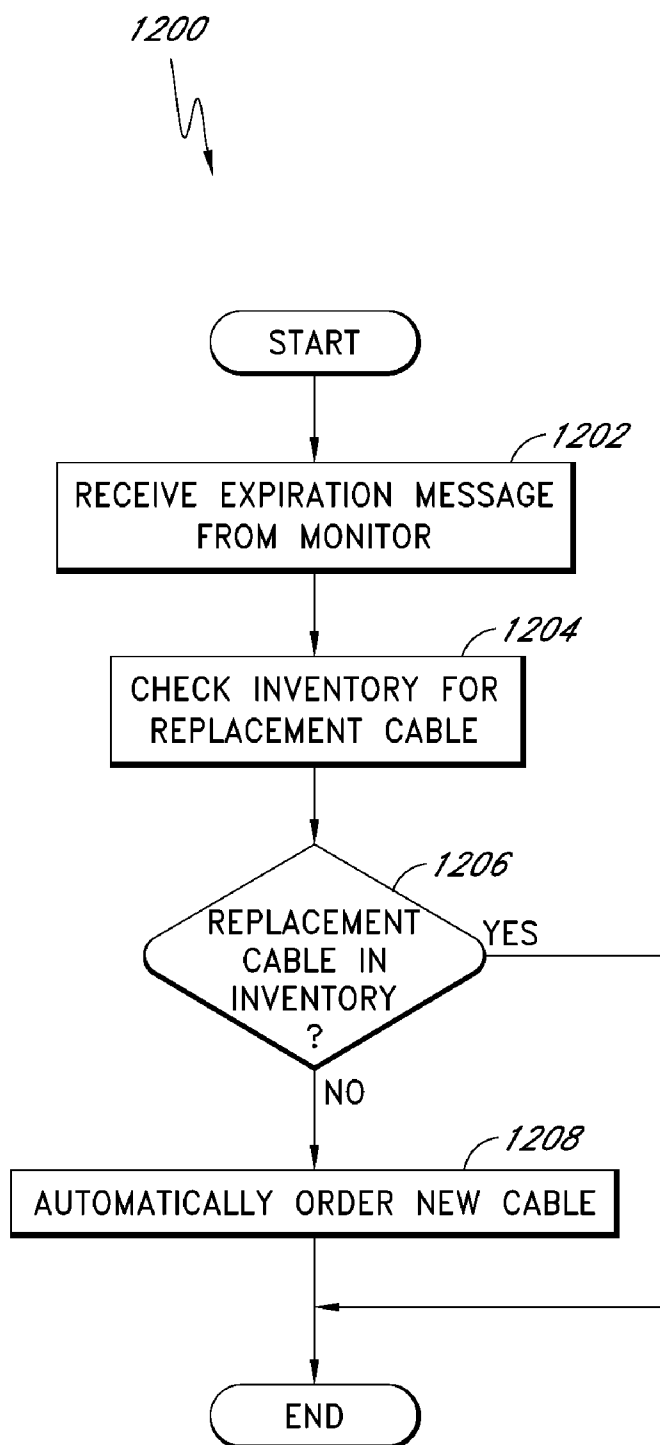 1200
START
1202
RECEIVE EXPIRATION MESSAGE
FROM MONITOR
1204
CHECK INVENTORY FOR
REPLACEMENT CABLE
1206
REPLACEMENT
CABLE IN
INVENTORY
?
YES
NO
1208
AUTOMATICALLY ORDER NEW CABLE
END